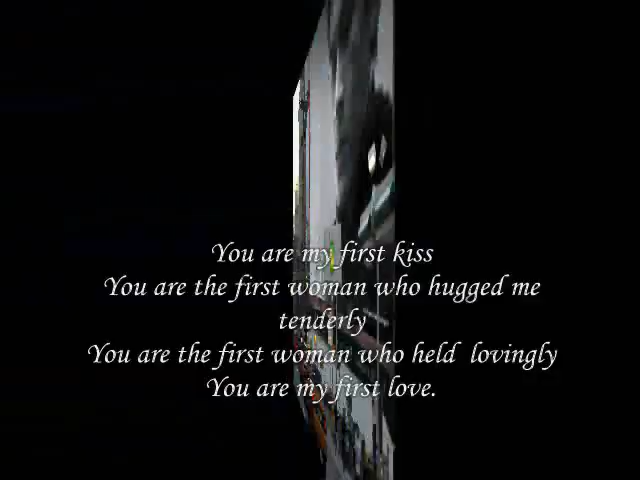 You are my first kiss
You are the first woman who hugged me
tenderly
You are the first woman who held lovingly
You are my first love.